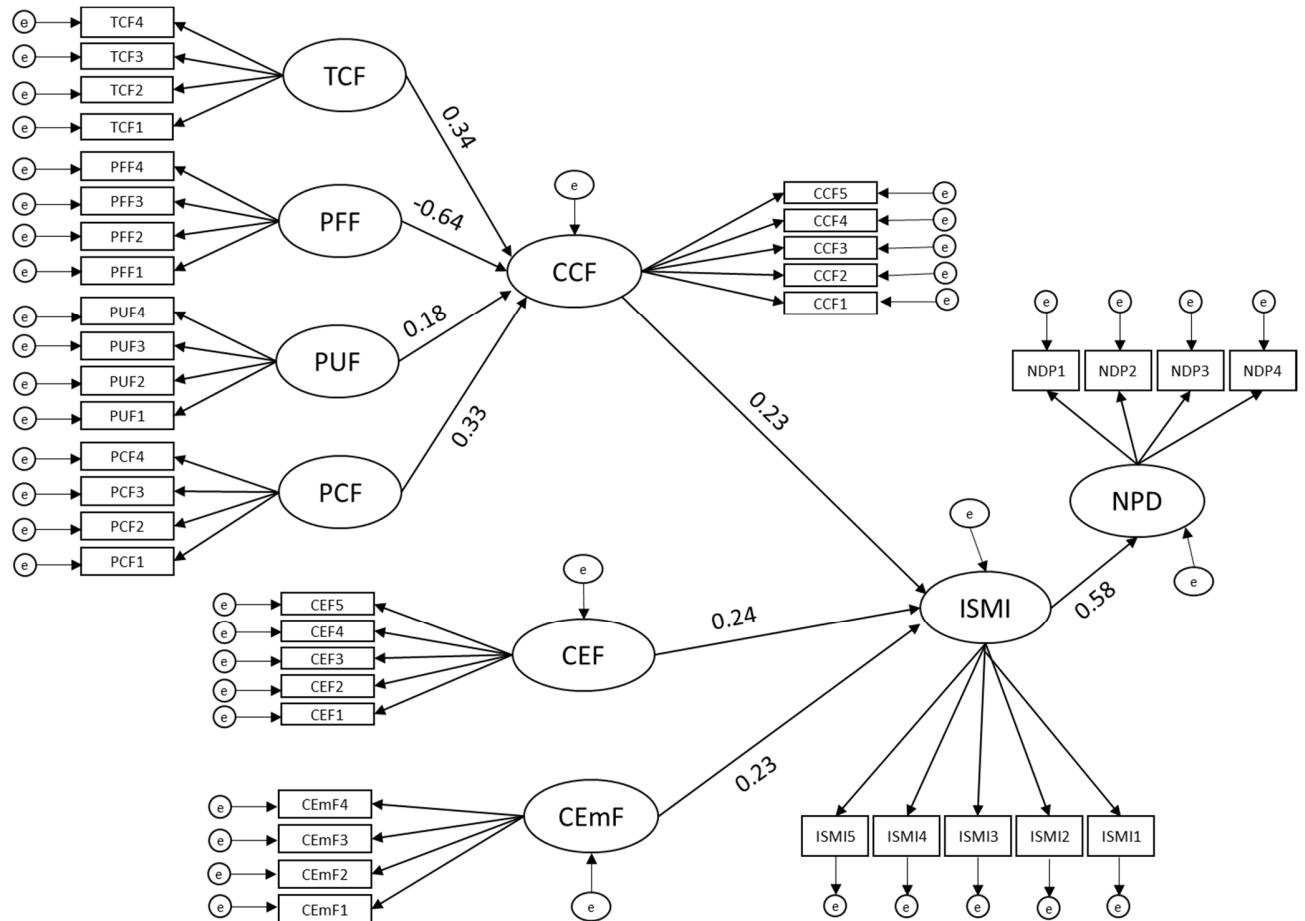 e TCF4
e TCF3
e TCF2
e TCF1
TCF
0.34
e PFF4
e PFF3
e PFF2
e PFF1
PFF
-0.64
e PUF4
e PUF3
e PUF2
e PUF1
PUF
0.18
e PCF4
e PCF3
e PCF2
e PCF1
PCF
0.33
e
CCF
CCF5 e
CCF4 e
CCF3 e
CCF2 e
CCF1 e
0.23
e e e e
NDP1 NDP2 NDP3 NDP4
NPD
e
e
ISMI
0.58
e
e CEF5
e CEF4
e CEF3
e CEF2
e CEF1
CEF
0.24
e CEmF4
e CEmF3
e CEmF2
e CEmF1
CEmF
e
0.23
ISMI5 ISMI4 ISMI3 ISMI2 ISMI1
e e e e e